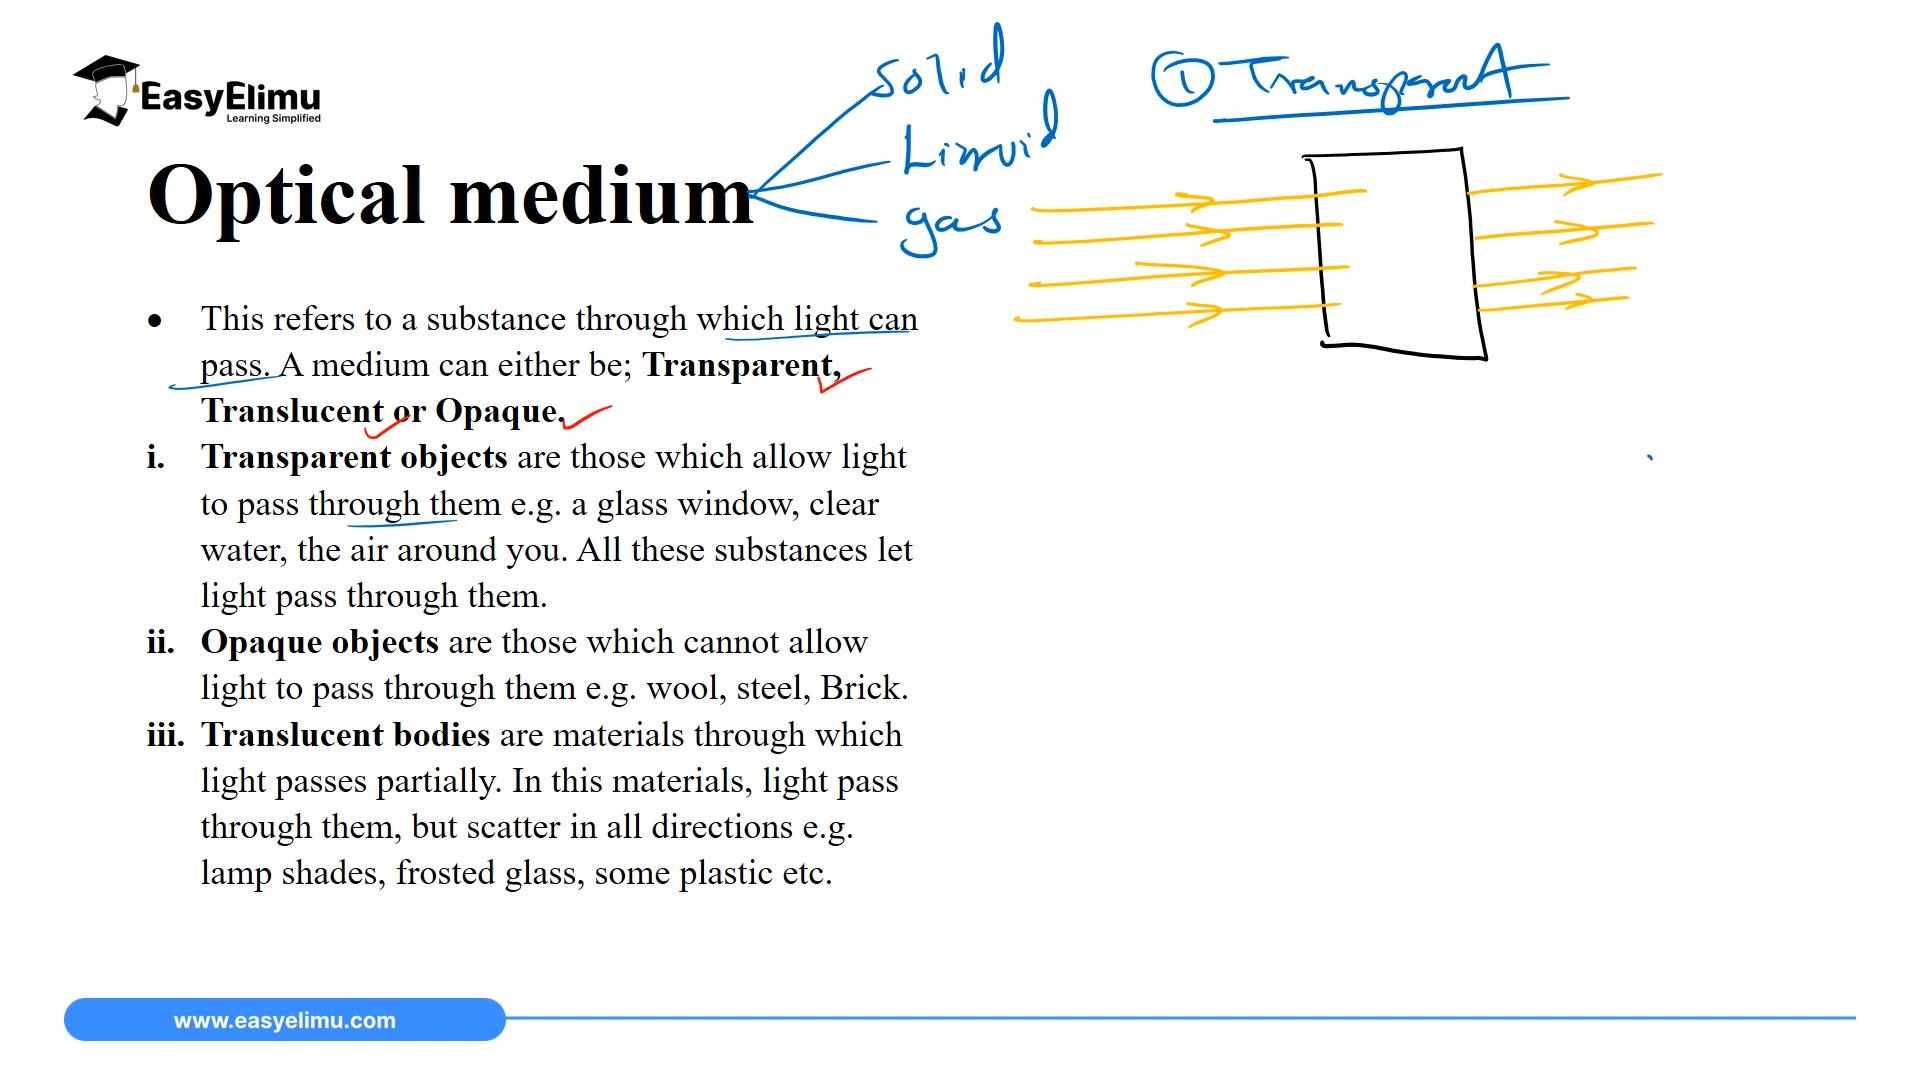 EasyElimu
Learning Simplified
Optical medium
Solid
Liquid
gas
① Transparent
• This refers to a substance through which light can
pass. A medium can either be; Transparent,
Translucent or Opaque.
i. Transparent objects are those which allow light
to pass through them e.g. a glass window, clear
water, the air around you. All these substances let
light pass through them.
ii. Opaque objects are those which cannot allow
light to pass through them e.g. wool, steel, Brick.
iii. Translucent bodies are materials through which
light passes partially. In this materials, light pass
through them, but scatter in all directions e.g.
lamp shades, frosted glass, some plastic etc.
www.easyelimu.com